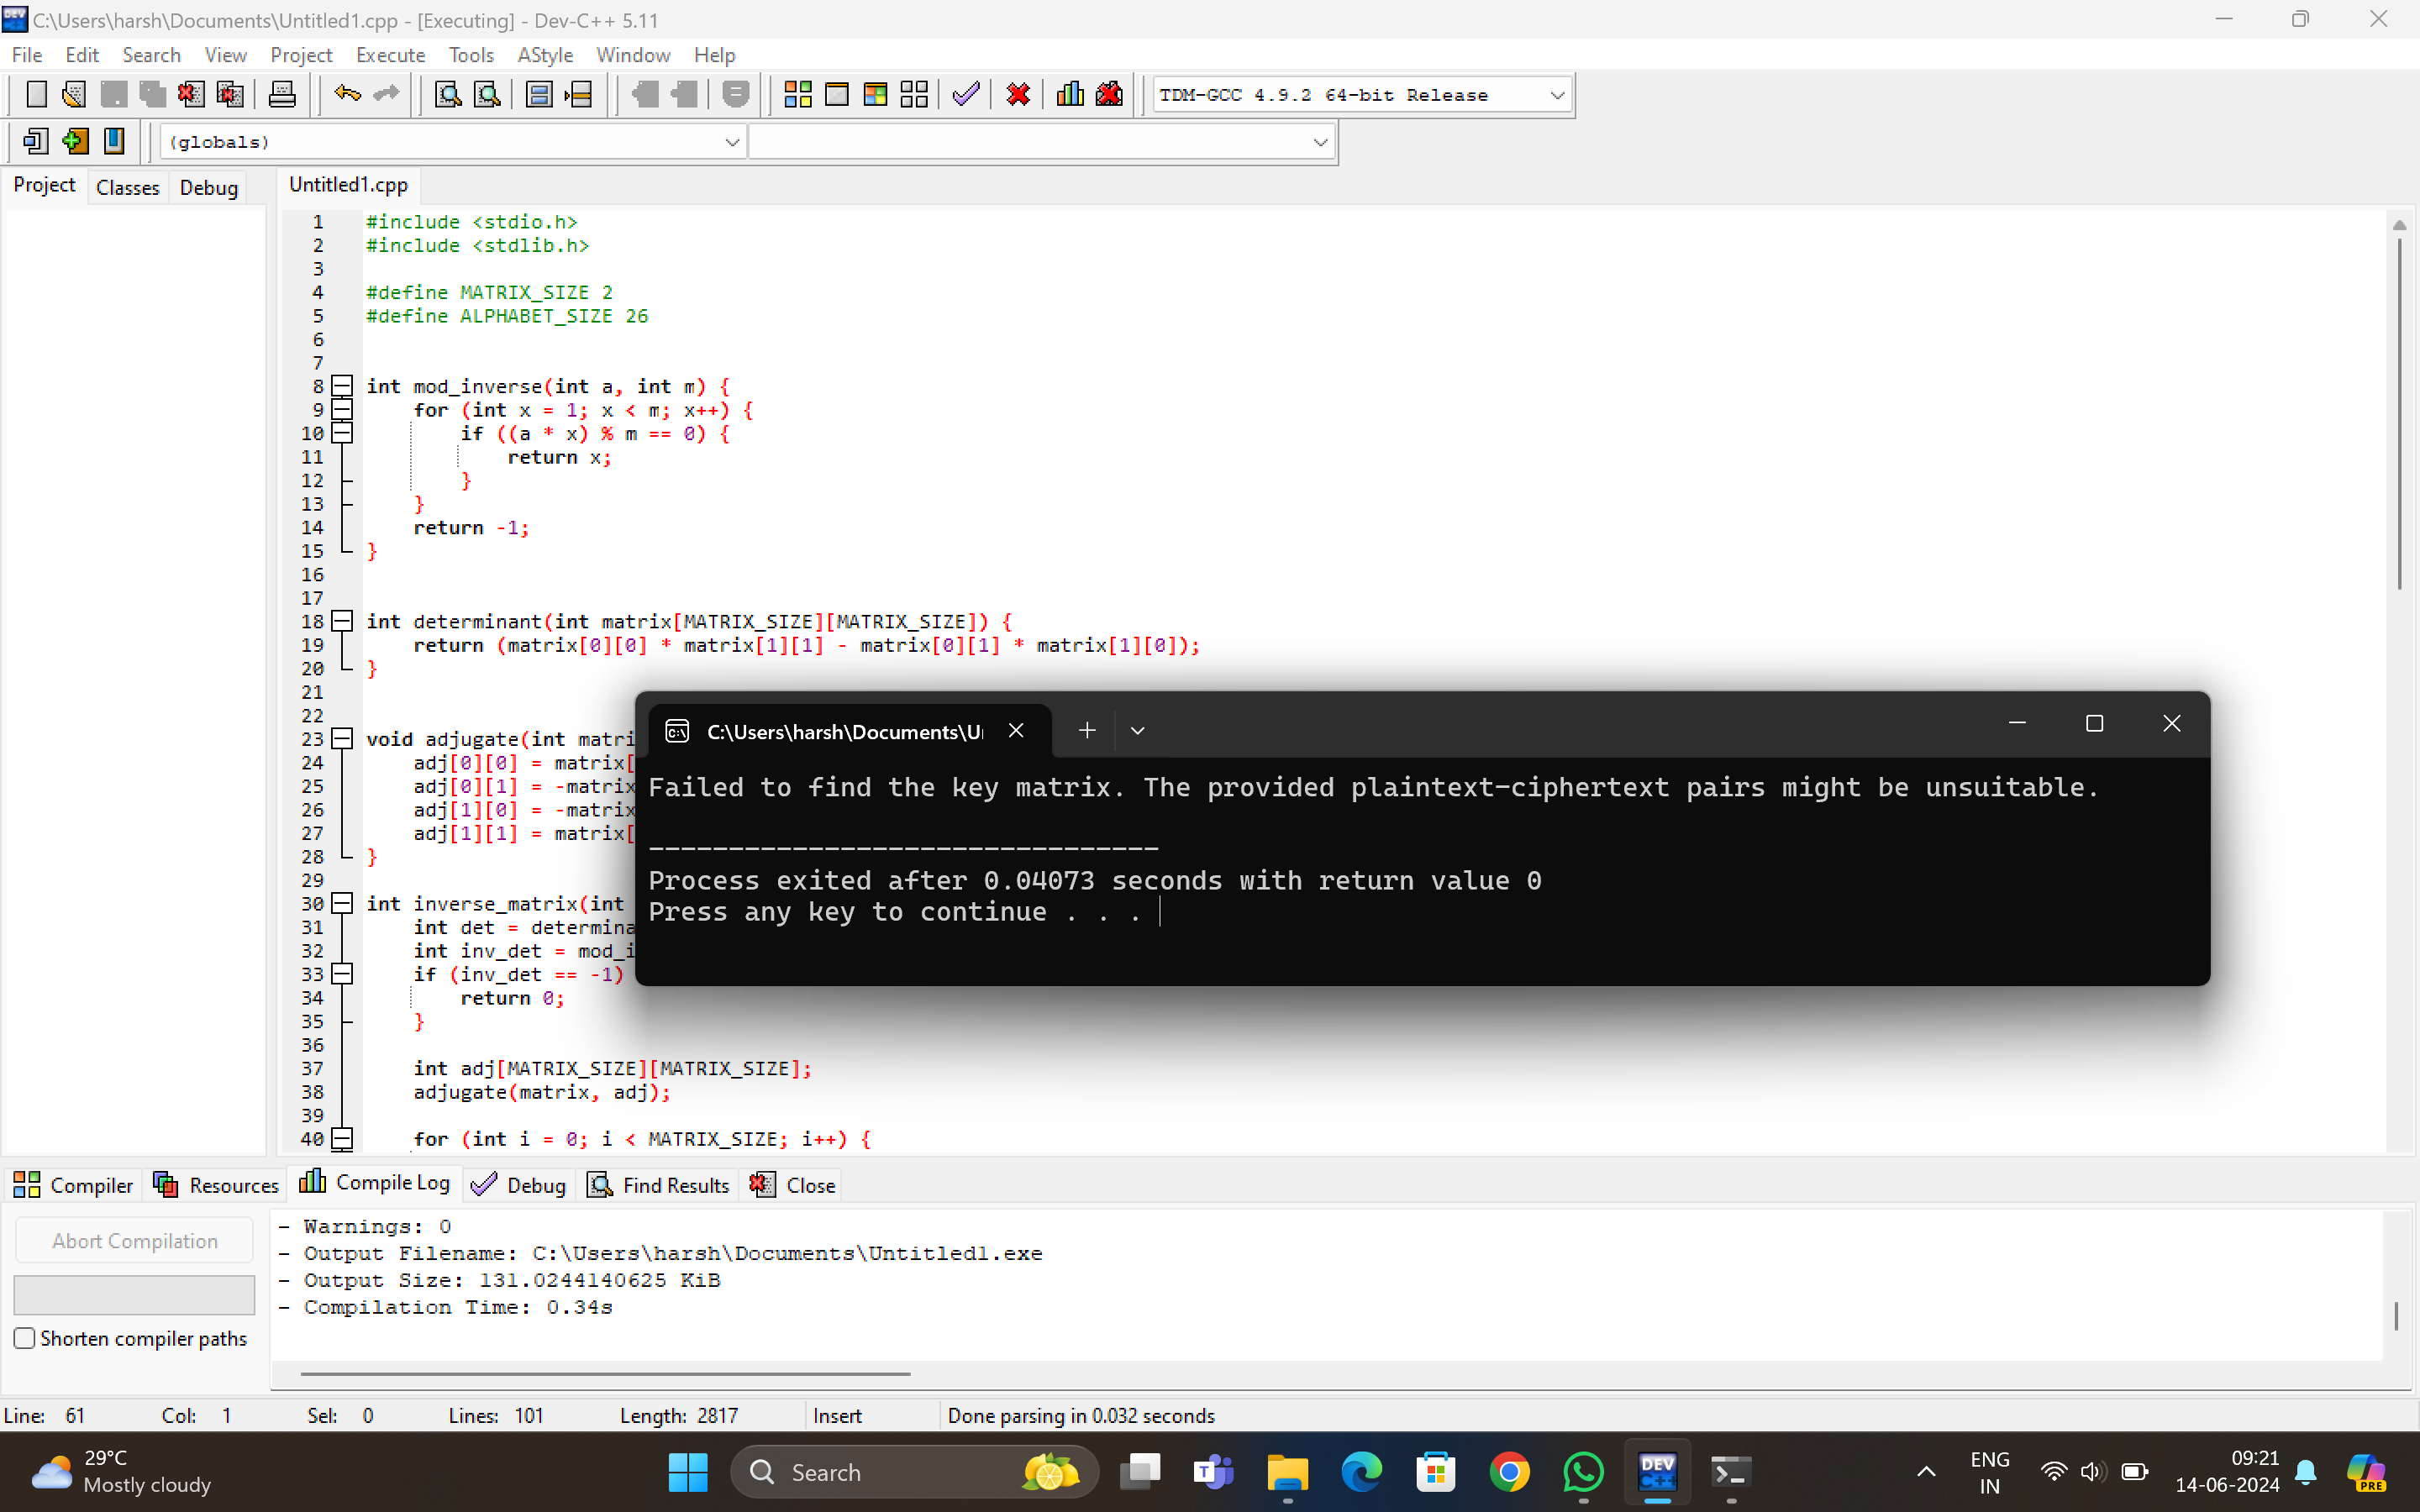 C:\Users\harsh\Documents\Untitled1.cpp - [Executing] - Dev-C++ 5.11
File Edit Search View Project Execute Tools AStyle Window Help
TDM-GCC 4.9.2 64-bit Release
(globals)
Project Classes Debug Untitled1.cpp
1 #include <stdio.h>
2 #include <stdlib.h>
3
4 #define MATRIX_SIZE 2
5 #define ALPHABET_SIZE 26
6
7
8 int mod_inverse(int a, int m) {
9 for (int x = 1; x < m; x++) {
10 if ((a * x) % m == 0) {
11 return x;
12 }
13 }
14 return -1;
15 }
16
17
18 int determinant(int matrix[MATRIX_SIZE][MATRIX_SIZE]) {
19 return (matrix[0][0] * matrix[1][1] - matrix[0][1] * matrix[1][0]);
20 }
21
22
23 void adjugate(int matri
24 adj[0][0] = matrix[
25 adj[0][1] = -matrix
26 adj[1][0] = -matrix
27 adj[1][1] = matrix[
28 }
29
30 int inverse_matrix(int
31 int det = determina
32 int inv_det = mod_i
33 if (inv_det == -1)
34 return 0;
35 }
36
37 int adj[MATRIX_SIZE][MATRIX_SIZE];
38 adjugate(matrix, adj);
39
40 for (int i = 0; i < MATRIX_SIZE; i++) {
C:\Users\harsh\Documents\U
Failed to find the key matrix. The provided plaintext-ciphertext pairs might be unsuitable.
--------------------------------
Process exited after 0.04073 seconds with return value 0
Press any key to continue . . .
Compiler Resources Compile Log Debug Find Results Close
Abort Compilation
Shorten compiler paths
- Warnings: 0
- Output Filename: C:\Users\harsh\Documents\Untitled1.exe
- Output Size: 131.0244140625 KiB
- Compilation Time: 0.34s
Line: 61 Col: 1 Sel: 0 Lines: 101 Length: 2817 Insert Done parsing in 0.032 seconds
29°C
Mostly cloudy
Search
DEV
C++
ENG
IN
09:21
14-06-2024
PRE